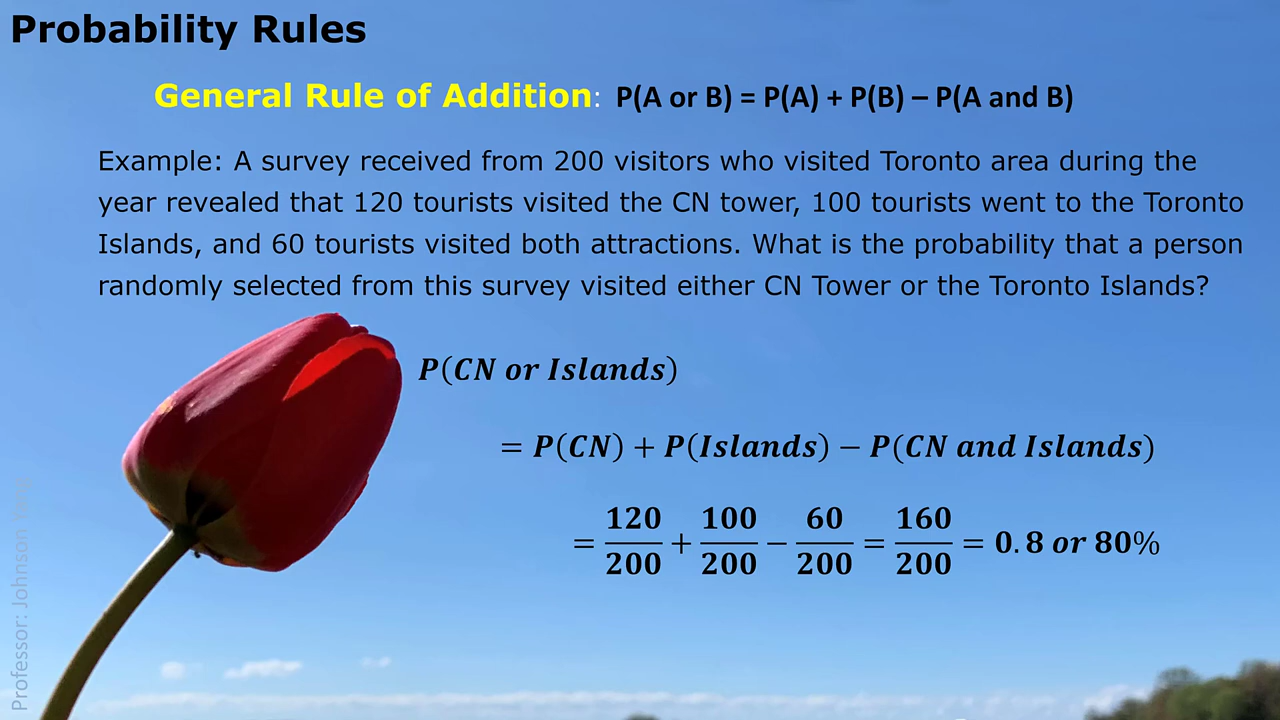 Probability Rules
General Rule of Addition: P(A or B) = P(A) + P(B) – P(A and B)
Example: A survey received from 200 visitors who visited Toronto area during the
year revealed that 120 tourists visited the CN tower, 100 tourists went to the Toronto
Islands, and 60 tourists visited both attractions. What is the probability that a person
randomly selected from this survey visited either CN Tower or the Toronto Islands?
P(CN or Islands)
= P(CN) + P(Islands) − P(CN and Islands)
= 120/200 + 100/200 − 60/200 = 160/200 = 0.8 or 80%
Professor: Johnson